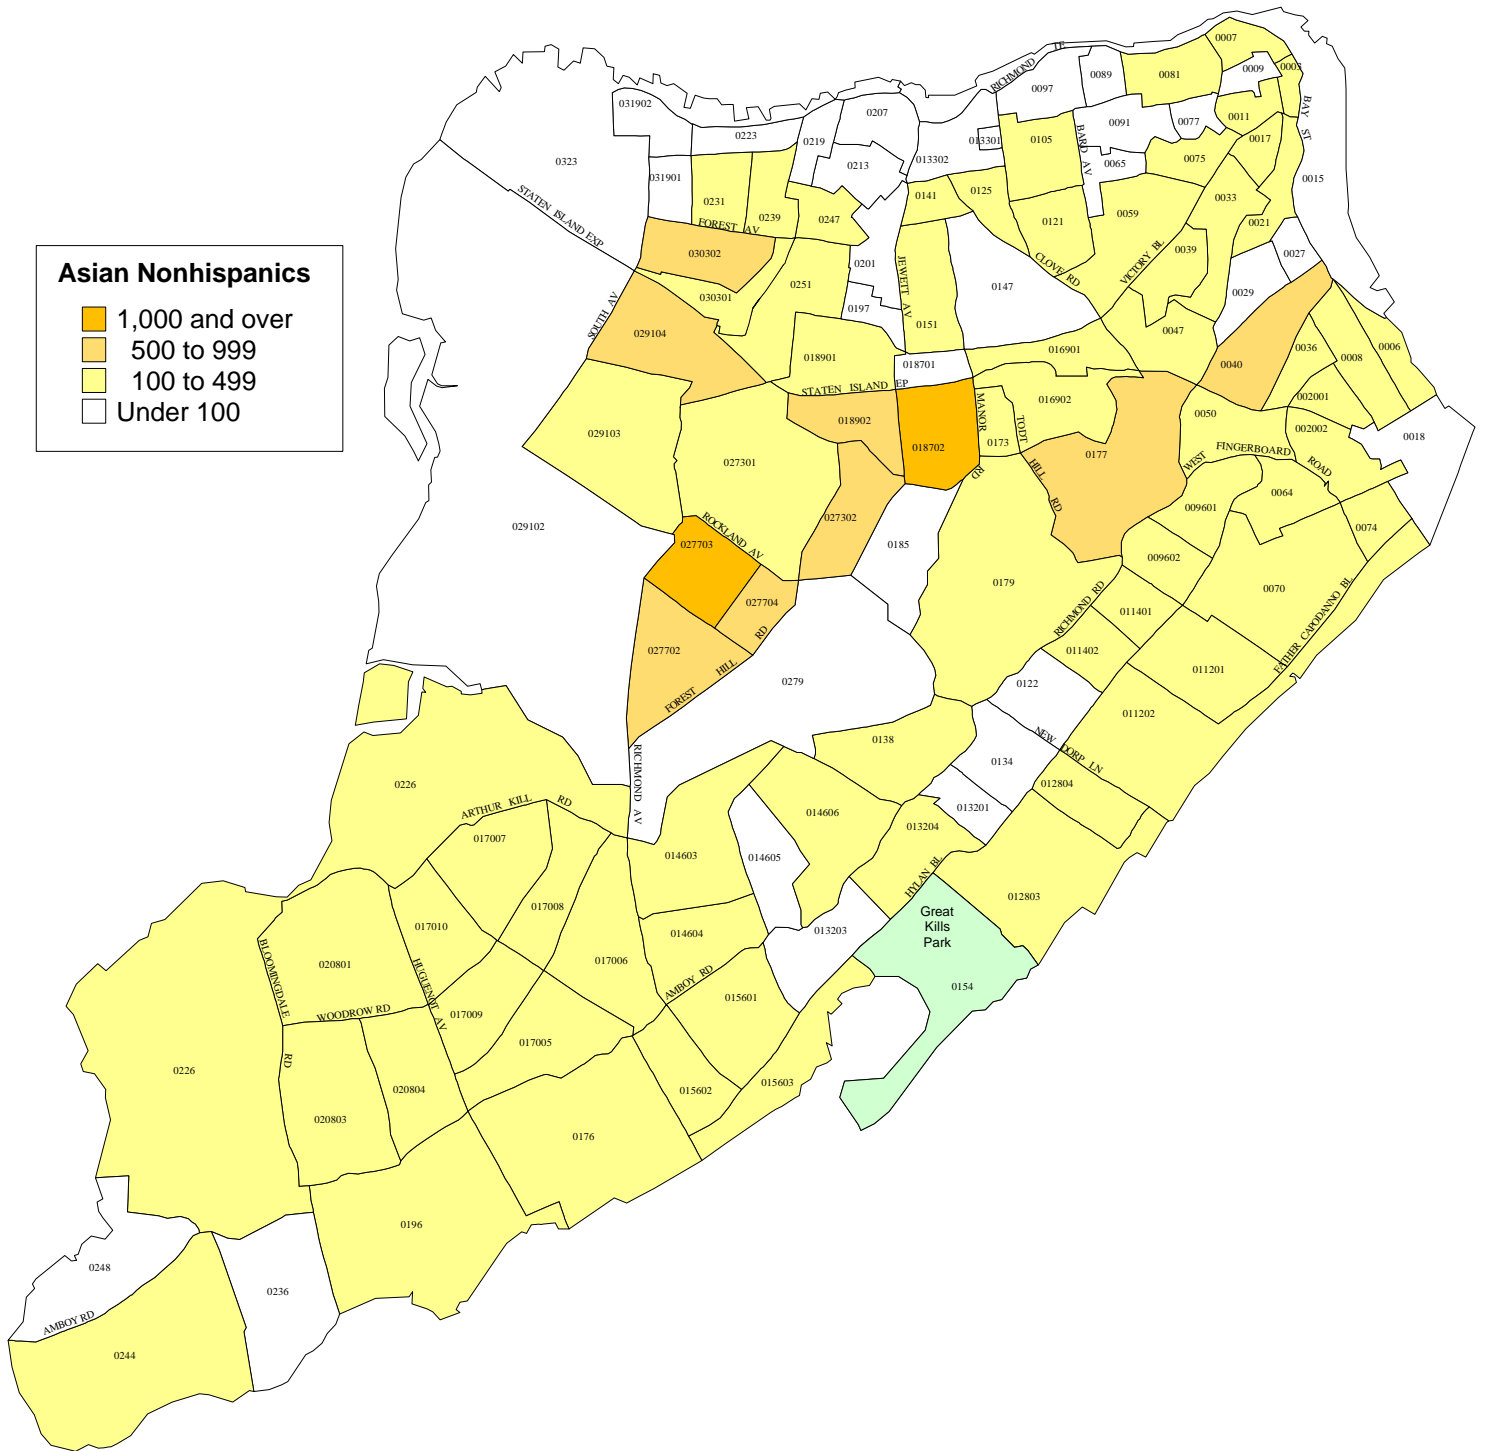 Asian Nonhispanics
1,000 and over
500 to 999
100 to 499
Under 100
0007
0009
0003
0081
0089
0097
RICHMOND TE
031902
0207
0223
0219
0011
BAY ST
0077
0091
BARD AV
0105
013301
013302
0213
0323
031901
0017
0075
0065
0015
0141
0125
0231
0239
0247
STATEN ISLAND EXP
FOREST AV
0033
0059
0121
0021
030302
0201
0027
0039
VICTORY BL
CLOVE RD
JEWETT AV
0147
0251
0029
030301
0197
SOUTH AV
029104
0151
0047
0036
0008
0006
018901
018701
016901
0040
STATEN ISLAND EP
MANOR
RD
TODT
HILL
RD
016902
002001
0050
002002
0018
018902
029103
0173
018702
0177
WEST
FINGERBOARD
ROAD
027301
0064
009601
027302
0074
ROCKLAND AV
029102
027703
0185
009602
0179
0070
027704
RICHMOND RD
011401
FATHER CAPODANNO BL
027702
FOREST HILL RD
011402
011201
0279
0122
011202
0138
NEW DORP LN
0134
RICHMOND AV
0226
012804
ARTHUR KILL RD
013201
014606
013204
017007
014603
014605
HYLAN BL
012803
017008
Great
Kills
Park
017010
014604
013203
BLOOMINGDALE
RD
020801
HUGUENOT AV
017006
AMBOY RD
0154
015601
WOODROW RD
017009
017005
0226
020804
015602
015603
020803
0176
0196
0248
0236
AMBOY RD
0244